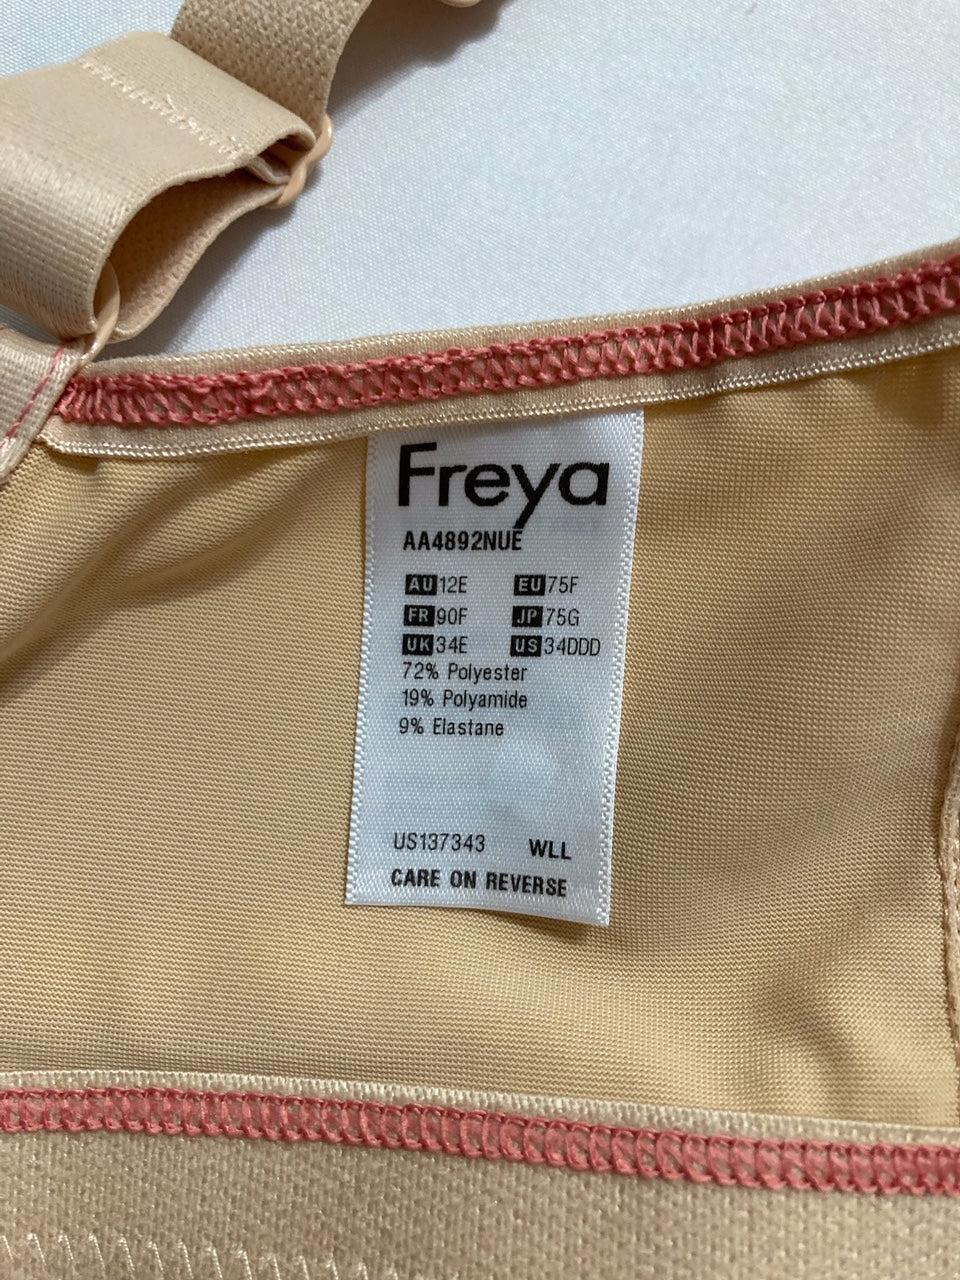 Freya
AA4892NUE
AU 12E EU 75F
FR 90F JP 75G
UK 34E US 34DDD
72% Polyester
19% Polyamide
9% Elastane
US137343 WLL
CARE ON REVERSE